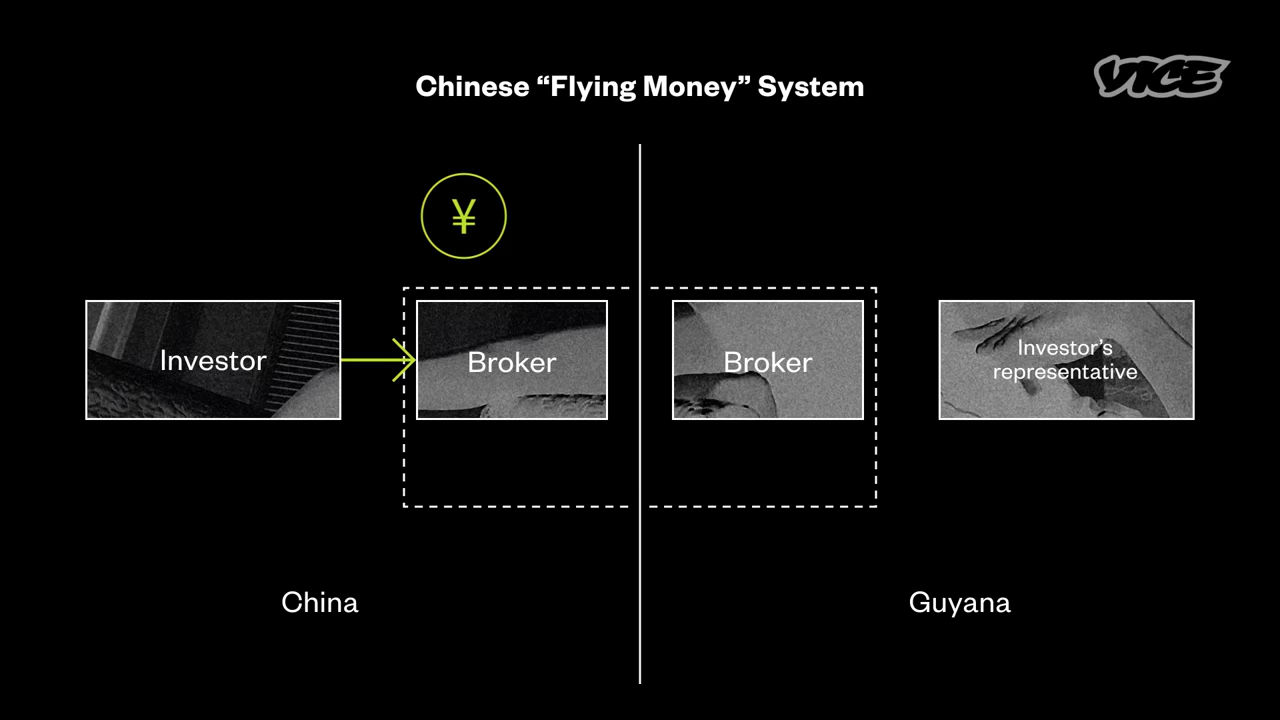 Chinese “Flying Money” System
VICE
¥
Investor
Broker
Broker
Investor’s
representative
China
Guyana